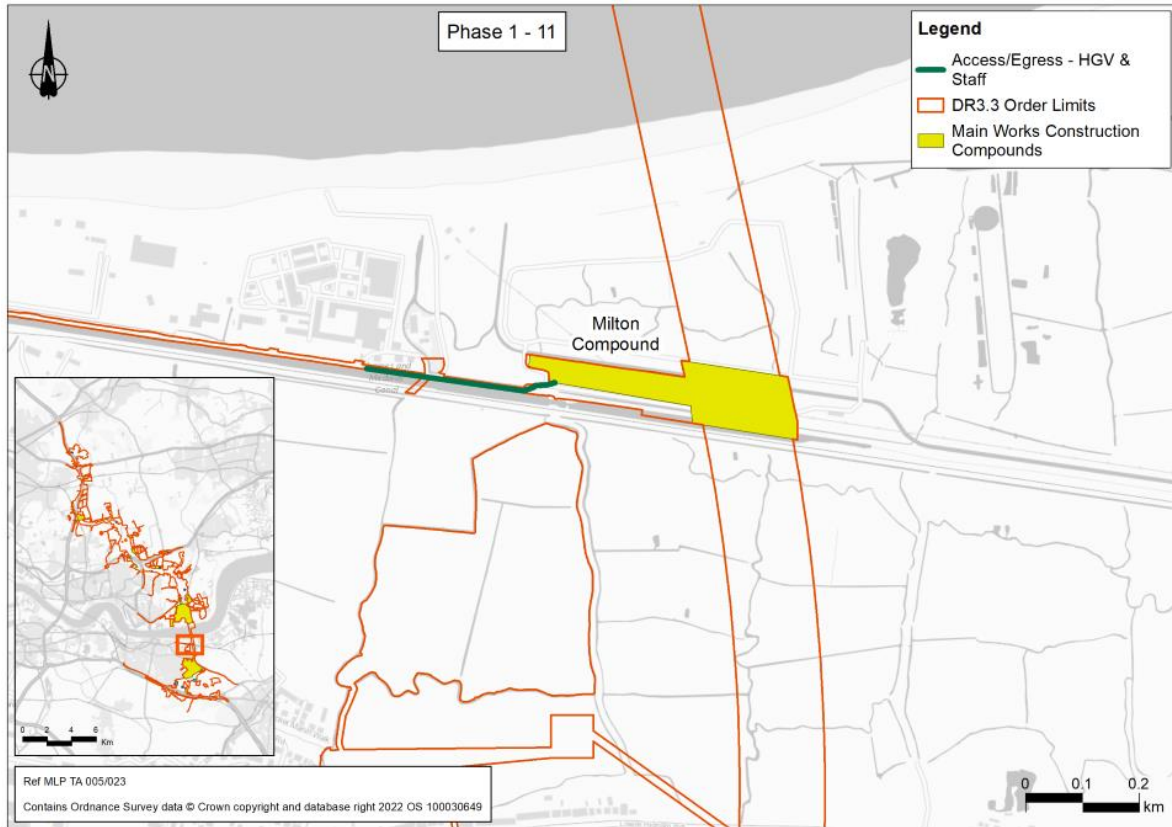 Phase 1 - 11
N
Legend
Access/Egress - HGV &
Staff
DR3.3 Order Limits
Main Works Construction
Compounds
Milton
Compound
and
Canal
0 2 4 6
Km
Ref MLP TA 005/023
Contains Ordnance Survey data © Crown copyright and database right 2022 OS 100030649
0 0.1 0.2
km